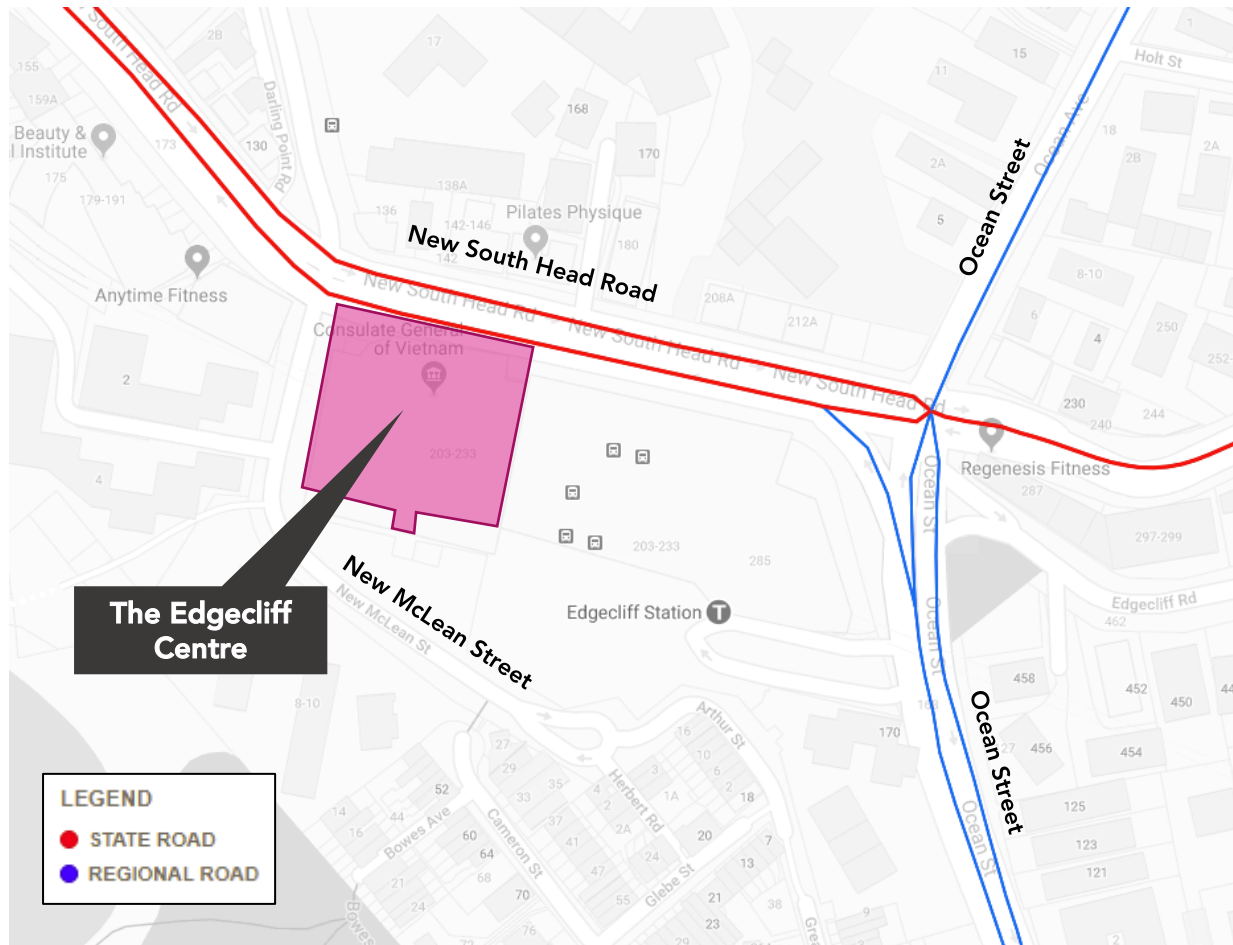 South Head Rd
155
159A
Beauty &
l Institute
173
175
179-191
2B
130
Darling Point Rd
17
168
170
138A
136
142-146
142
Pilates Physique
180
New South Head Road
New South Head Rd
New South Head Rd
New South Head Rd
208A
212A
Anytime Fitness
Consulate General
of Vietnam
203-233
2
4
15
11
1
Holt St
Ocean Ave
18
2A
2B
2A
5
Ocean Street
8-10
6
4
250
252-
230
240
244
Regenesis Fitness
287
297-299
Edgecliff Rd
462
Ocean St
Ocean St
203-233
285
Edgecliff Station
T
The Edgecliff
Centre
New McLean Street
New McLean St
8-10
Arthur St
16
10
6
2
18
7
13
170
458
452
450
44
456
454
27
Ocean Street
Ocean St
125
123
121
2
27
29
33
35
37
41
47
55
4
2
2A
24
3
1A
20
Herbert Rd
Glebe St
21
23
38
9
Gre
52
14
16
Bowes Ave
60
64
68
70
72
76
21
24
Cameron St
Bowes
LEGEND
STATE ROAD
REGIONAL ROAD